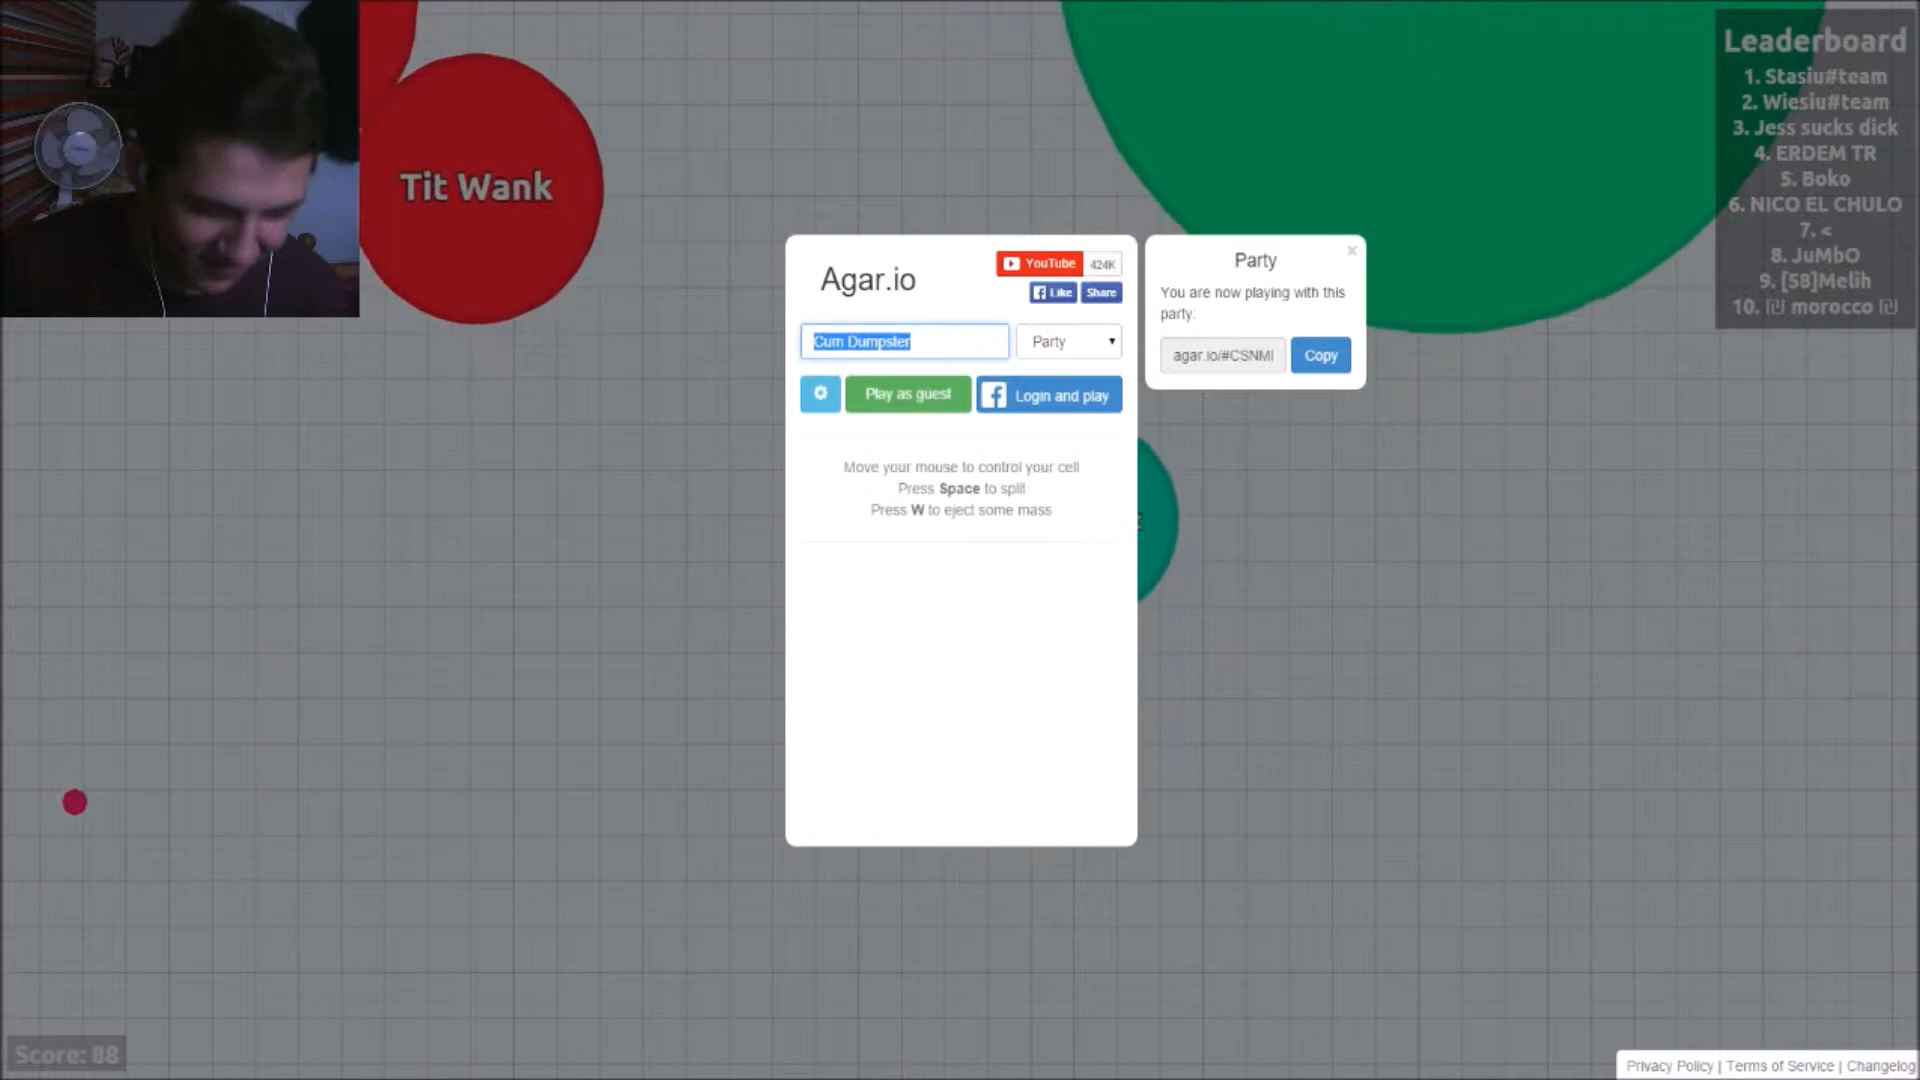 Tit Wank
Leaderboard
1. Stasiu#team
2. Wiesiu#team
3. Jess sucks dick
4. ERDEM TR
5. Boko
6. NICO EL CHULO
7. <
8. JuMbO
9. [58]Melih
10. ₪ morocco ₪
Agar.io
YouTube 424K
Like Share
Cum Dumpster
Party
Play as guest
Login and play
Move your mouse to control your cell
Press Space to split
Press W to eject some mass
Party
×
You are now playing with this
party:
agar.io/#CSNMI
Copy
Score: 88
Privacy Policy | Terms of Service | Changelog